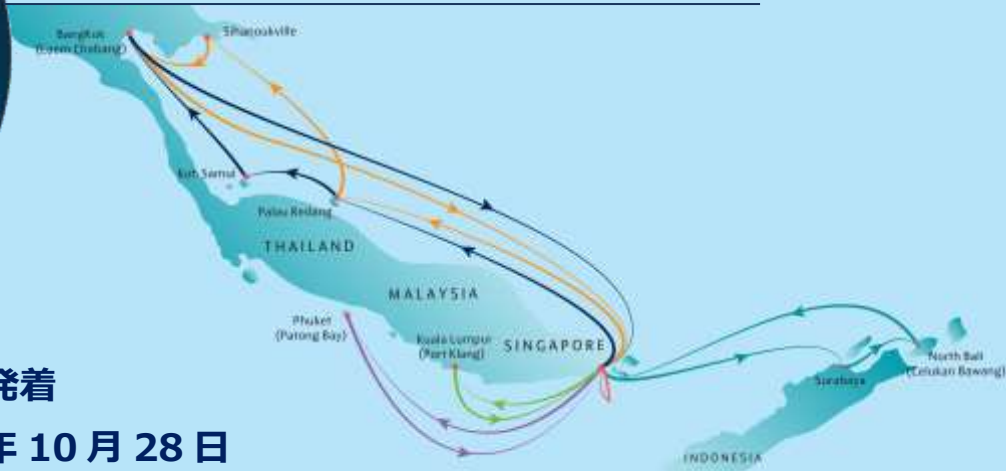 Bangkok
(Laem Chabang)
Sihanoukville
Koh Samui
Palau Redang
THAILAND
MALAYSIA
Phuket
(Patong Bay)
Kuala Lumpur
(Port Klang)
SINGAPORE
Surabaya
North Bali
(Celukan Bawang)
INDONESIA
発着
年 10 月 28 日